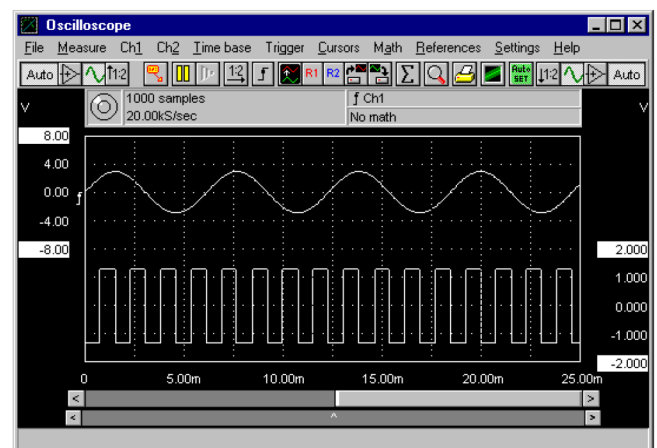 Oscilloscope
File Measure Ch1 Ch2 Time base Trigger Cursors Math References Settings Help
Auto 1:2 1:2 f R1 R2 Σ Auto SET 1:2 Auto
V 1000 samples f Ch1 V
20.00kS/sec No math
8.00
4.00
0.00 f
-4.00
-8.00 2.000
1.000
0.000
-1.000
-2.000
0 5.00m 10.00m 15.00m 20.00m 25.00m